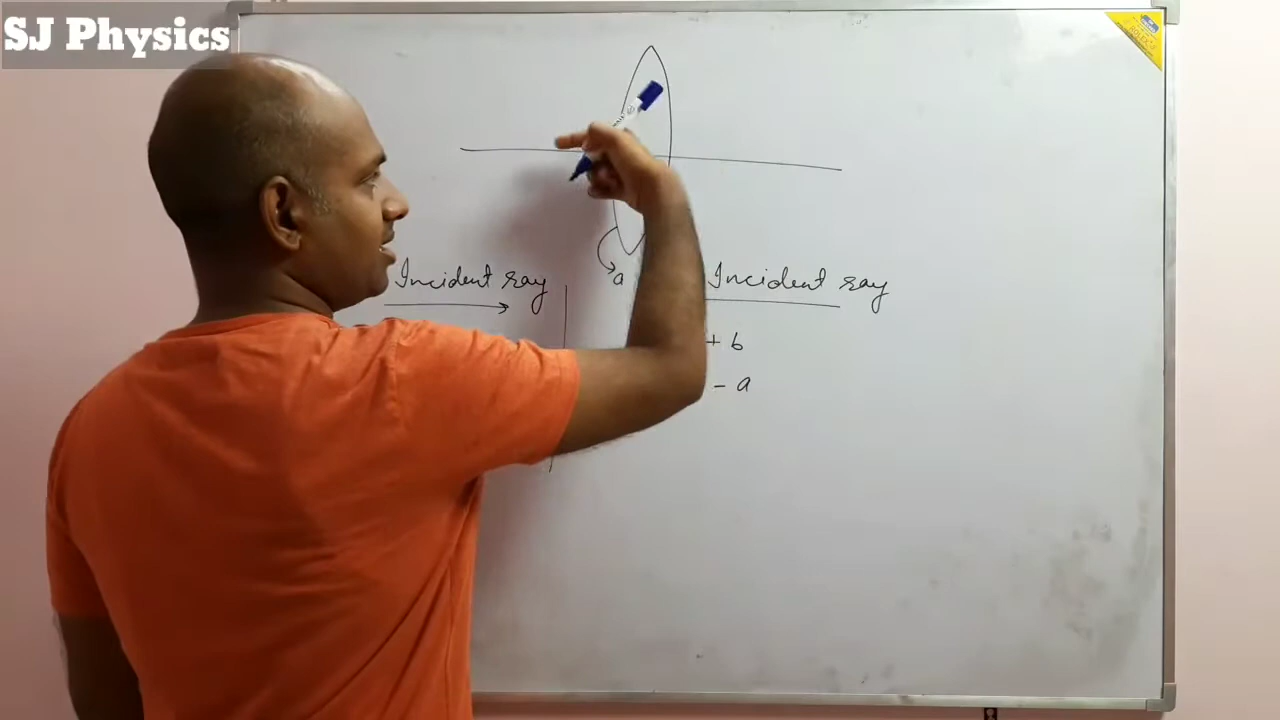 SJ Physics
a
Incident ray
Incident ray
+ b
- a